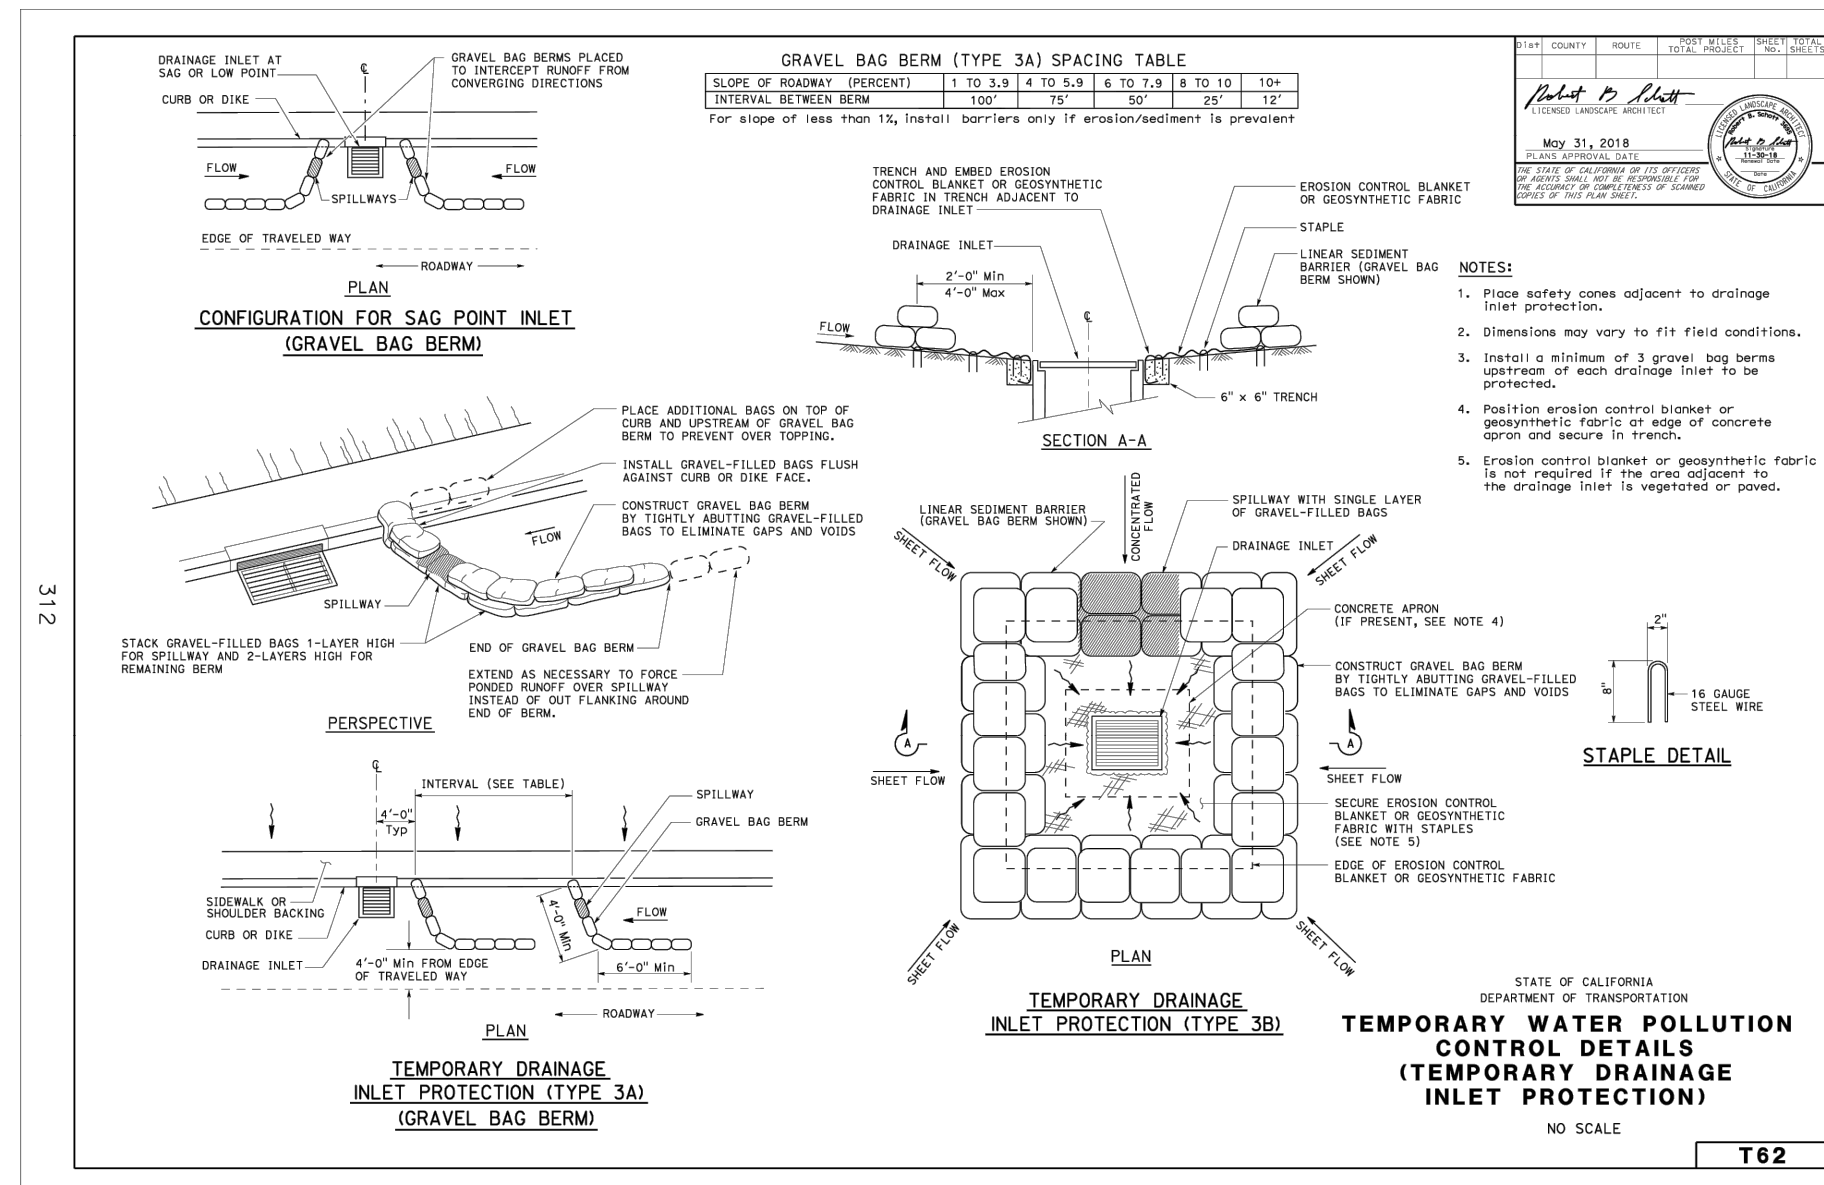 DRAINAGE INLET AT
SAG OR LOW POINT
CURB OR DIKE
℄
GRAVEL BAG BERMS PLACED
TO INTERCEPT RUNOFF FROM
CONVERGING DIRECTIONS
FLOW
FLOW
SPILLWAYS
EDGE OF TRAVELED WAY
ROADWAY
PLAN
CONFIGURATION FOR SAG POINT INLET
(GRAVEL BAG BERM)
GRAVEL BAG BERM (TYPE 3A) SPACING TABLE
SLOPE OF ROADWAY (PERCENT) 1 TO 3.9 4 TO 5.9 6 TO 7.9 8 TO 10 10+
INTERVAL BETWEEN BERM 100' 75' 50' 25' 12'
For slope of less than 1%, install barriers only if erosion/sediment is prevalent
Dist COUNTY ROUTE POST MILES TOTAL PROJECT SHEET No. TOTAL SHEETS
Robert B Schott
LICENSED LANDSCAPE ARCHITECT
May 31, 2018
PLANS APPROVAL DATE
THE STATE OF CALIFORNIA OR ITS OFFICERS
OR AGENTS SHALL NOT BE RESPONSIBLE FOR
THE ACCURACY OR COMPLETENESS OF SCANNED
COPIES OF THIS PLAN SHEET.
LICENSED LANDSCAPE ARCHITECT
Robert B. Schott
Signature
11-30-18
Renewal Date
Date
STATE OF CALIFORNIA
TRENCH AND EMBED EROSION
CONTROL BLANKET OR GEOSYNTHETIC
FABRIC IN TRENCH ADJACENT TO
DRAINAGE INLET
DRAINAGE INLET
2'-0" Min
4'-0" Max
FLOW
℄
EROSION CONTROL BLANKET
OR GEOSYNTHETIC FABRIC
STAPLE
LINEAR SEDIMENT
BARRIER (GRAVEL BAG
BERM SHOWN)
6" x 6" TRENCH
SECTION A-A
NOTES:
1. Place safety cones adjacent to drainage
inlet protection.
2. Dimensions may vary to fit field conditions.
3. Install a minimum of 3 gravel bag berms
upstream of each drainage inlet to be
protected.
4. Position erosion control blanket or
geosynthetic fabric at edge of concrete
apron and secure in trench.
5. Erosion control blanket or geosynthetic fabric
is not required if the area adjacent to
the drainage inlet is vegetated or paved.
PLACE ADDITIONAL BAGS ON TOP OF
CURB AND UPSTREAM OF GRAVEL BAG
BERM TO PREVENT OVER TOPPING.
INSTALL GRAVEL-FILLED BAGS FLUSH
AGAINST CURB OR DIKE FACE.
CONSTRUCT GRAVEL BAG BERM
BY TIGHTLY ABUTTING GRAVEL-FILLED
BAGS TO ELIMINATE GAPS AND VOIDS
FLOW
SPILLWAY
STACK GRAVEL-FILLED BAGS 1-LAYER HIGH
FOR SPILLWAY AND 2-LAYERS HIGH FOR
REMAINING BERM
END OF GRAVEL BAG BERM
EXTEND AS NECESSARY TO FORCE
PONDED RUNOFF OVER SPILLWAY
INSTEAD OF OUT FLANKING AROUND
END OF BERM.
PERSPECTIVE
312
℄
INTERVAL (SEE TABLE)
4'-0"
Typ
SPILLWAY
GRAVEL BAG BERM
SIDEWALK OR
SHOULDER BACKING
CURB OR DIKE
DRAINAGE INLET
4'-0" Min
FLOW
4'-0" Min FROM EDGE
OF TRAVELED WAY
6'-0" Min
ROADWAY
PLAN
TEMPORARY DRAINAGE
INLET PROTECTION (TYPE 3A)
(GRAVEL BAG BERM)
LINEAR SEDIMENT BARRIER
(GRAVEL BAG BERM SHOWN)
CONCENTRATED
FLOW
SPILLWAY WITH SINGLE LAYER
OF GRAVEL-FILLED BAGS
DRAINAGE INLET
SHEET FLOW
SHEET FLOW
CONCRETE APRON
(IF PRESENT, SEE NOTE 4)
CONSTRUCT GRAVEL BAG BERM
BY TIGHTLY ABUTTING GRAVEL-FILLED
BAGS TO ELIMINATE GAPS AND VOIDS
A
A
SHEET FLOW
SHEET FLOW
SECURE EROSION CONTROL
BLANKET OR GEOSYNTHETIC
FABRIC WITH STAPLES
(SEE NOTE 5)
EDGE OF EROSION CONTROL
BLANKET OR GEOSYNTHETIC FABRIC
SHEET FLOW
SHEET FLOW
PLAN
TEMPORARY DRAINAGE
INLET PROTECTION (TYPE 3B)
2"
8"
16 GAUGE
STEEL WIRE
STAPLE DETAIL
STATE OF CALIFORNIA
DEPARTMENT OF TRANSPORTATION
TEMPORARY WATER POLLUTION
CONTROL DETAILS
(TEMPORARY DRAINAGE
INLET PROTECTION)
NO SCALE
T62